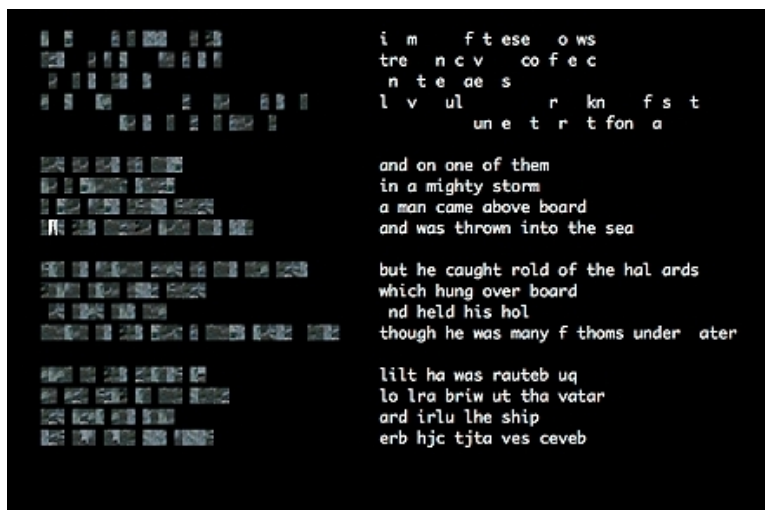 i m f t ese o ws
tre n c v co f e c
n t e ae s
l v ul r kn f s t
un e t r t fon a
and on one of them
in a mighty storm
a man came above board
and was thrown into the sea
but he caught rold of the hal ards
which hung over board
nd held his hol
though he was many f thoms under ater
lilt ha was rauteb uq
lo lra briw ut tha vatar
ard irlu lhe ship
erb hjc tjta ves ceveb